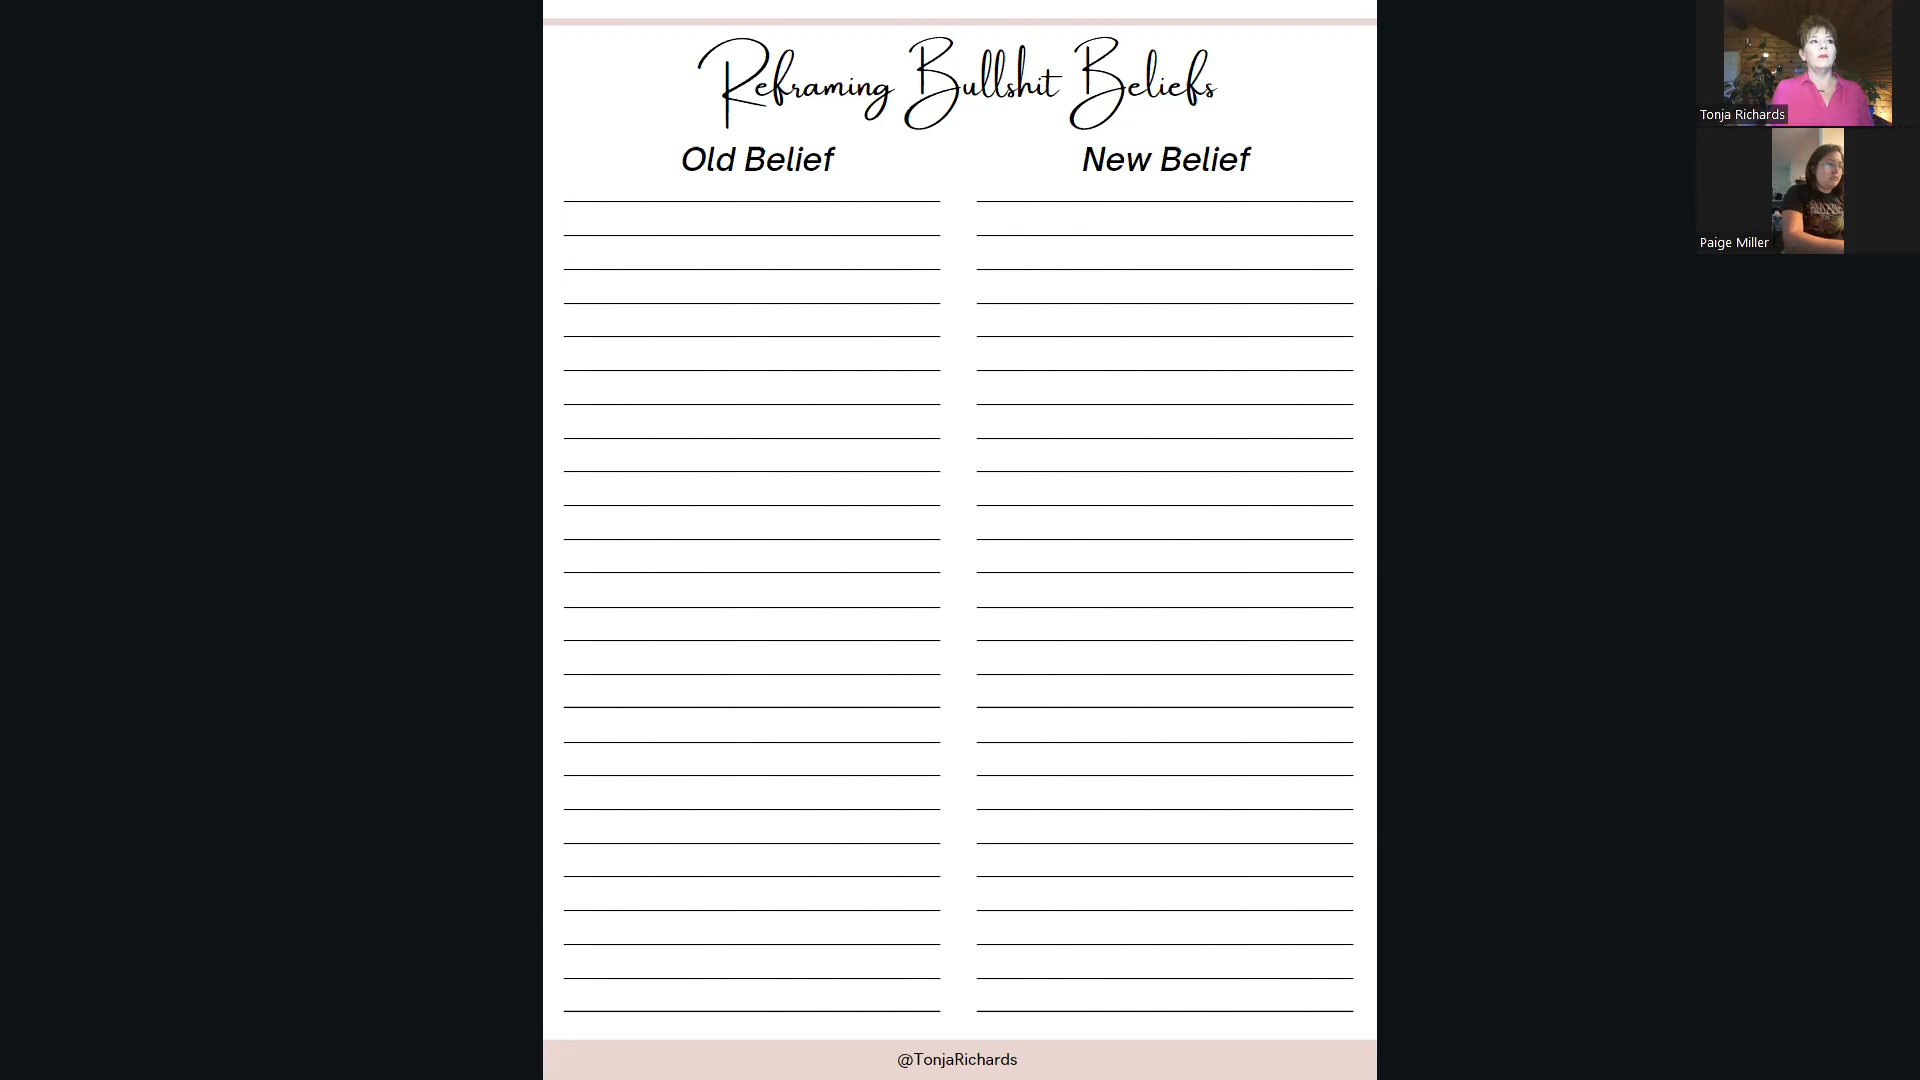 Reframing Bullshit Beliefs
Old Belief
New Belief
@TonjaRichards
Tonja Richards
Paige Miller